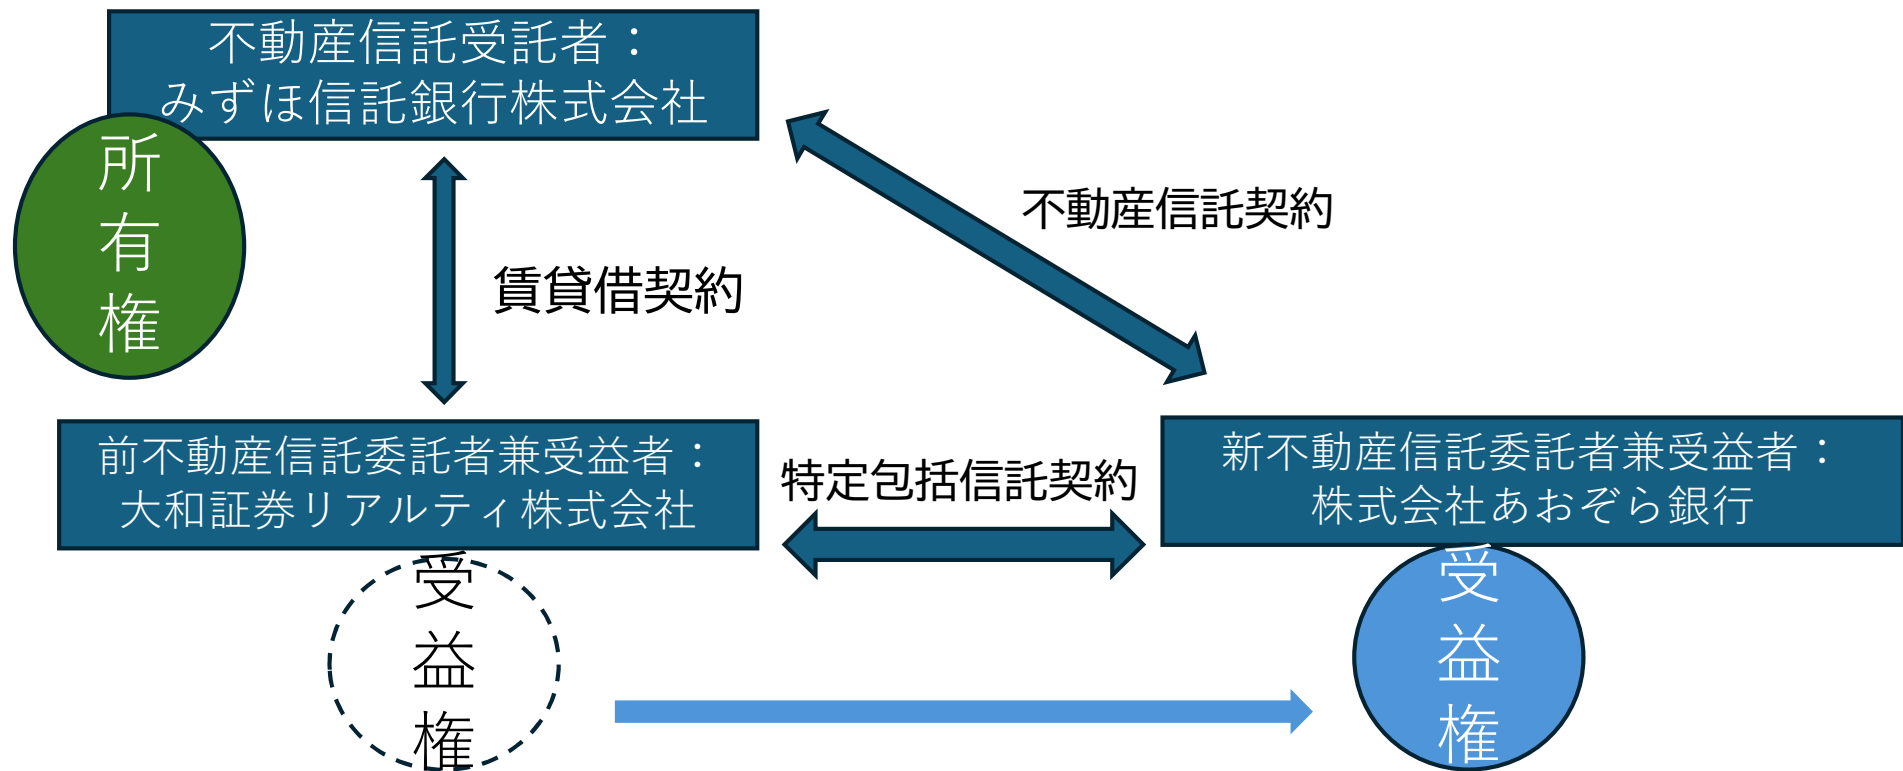 不動産信託受託者：
みずほ信託銀行株式会社
所
有
権
不動産信託契約
賃貸借契約
前不動産信託委託者兼受益者：
大和証券リアルティ株式会社
特定包括信託契約
新不動産信託委託者兼受益者：
株式会社あおぞら銀行
受
益
権
受
益
権